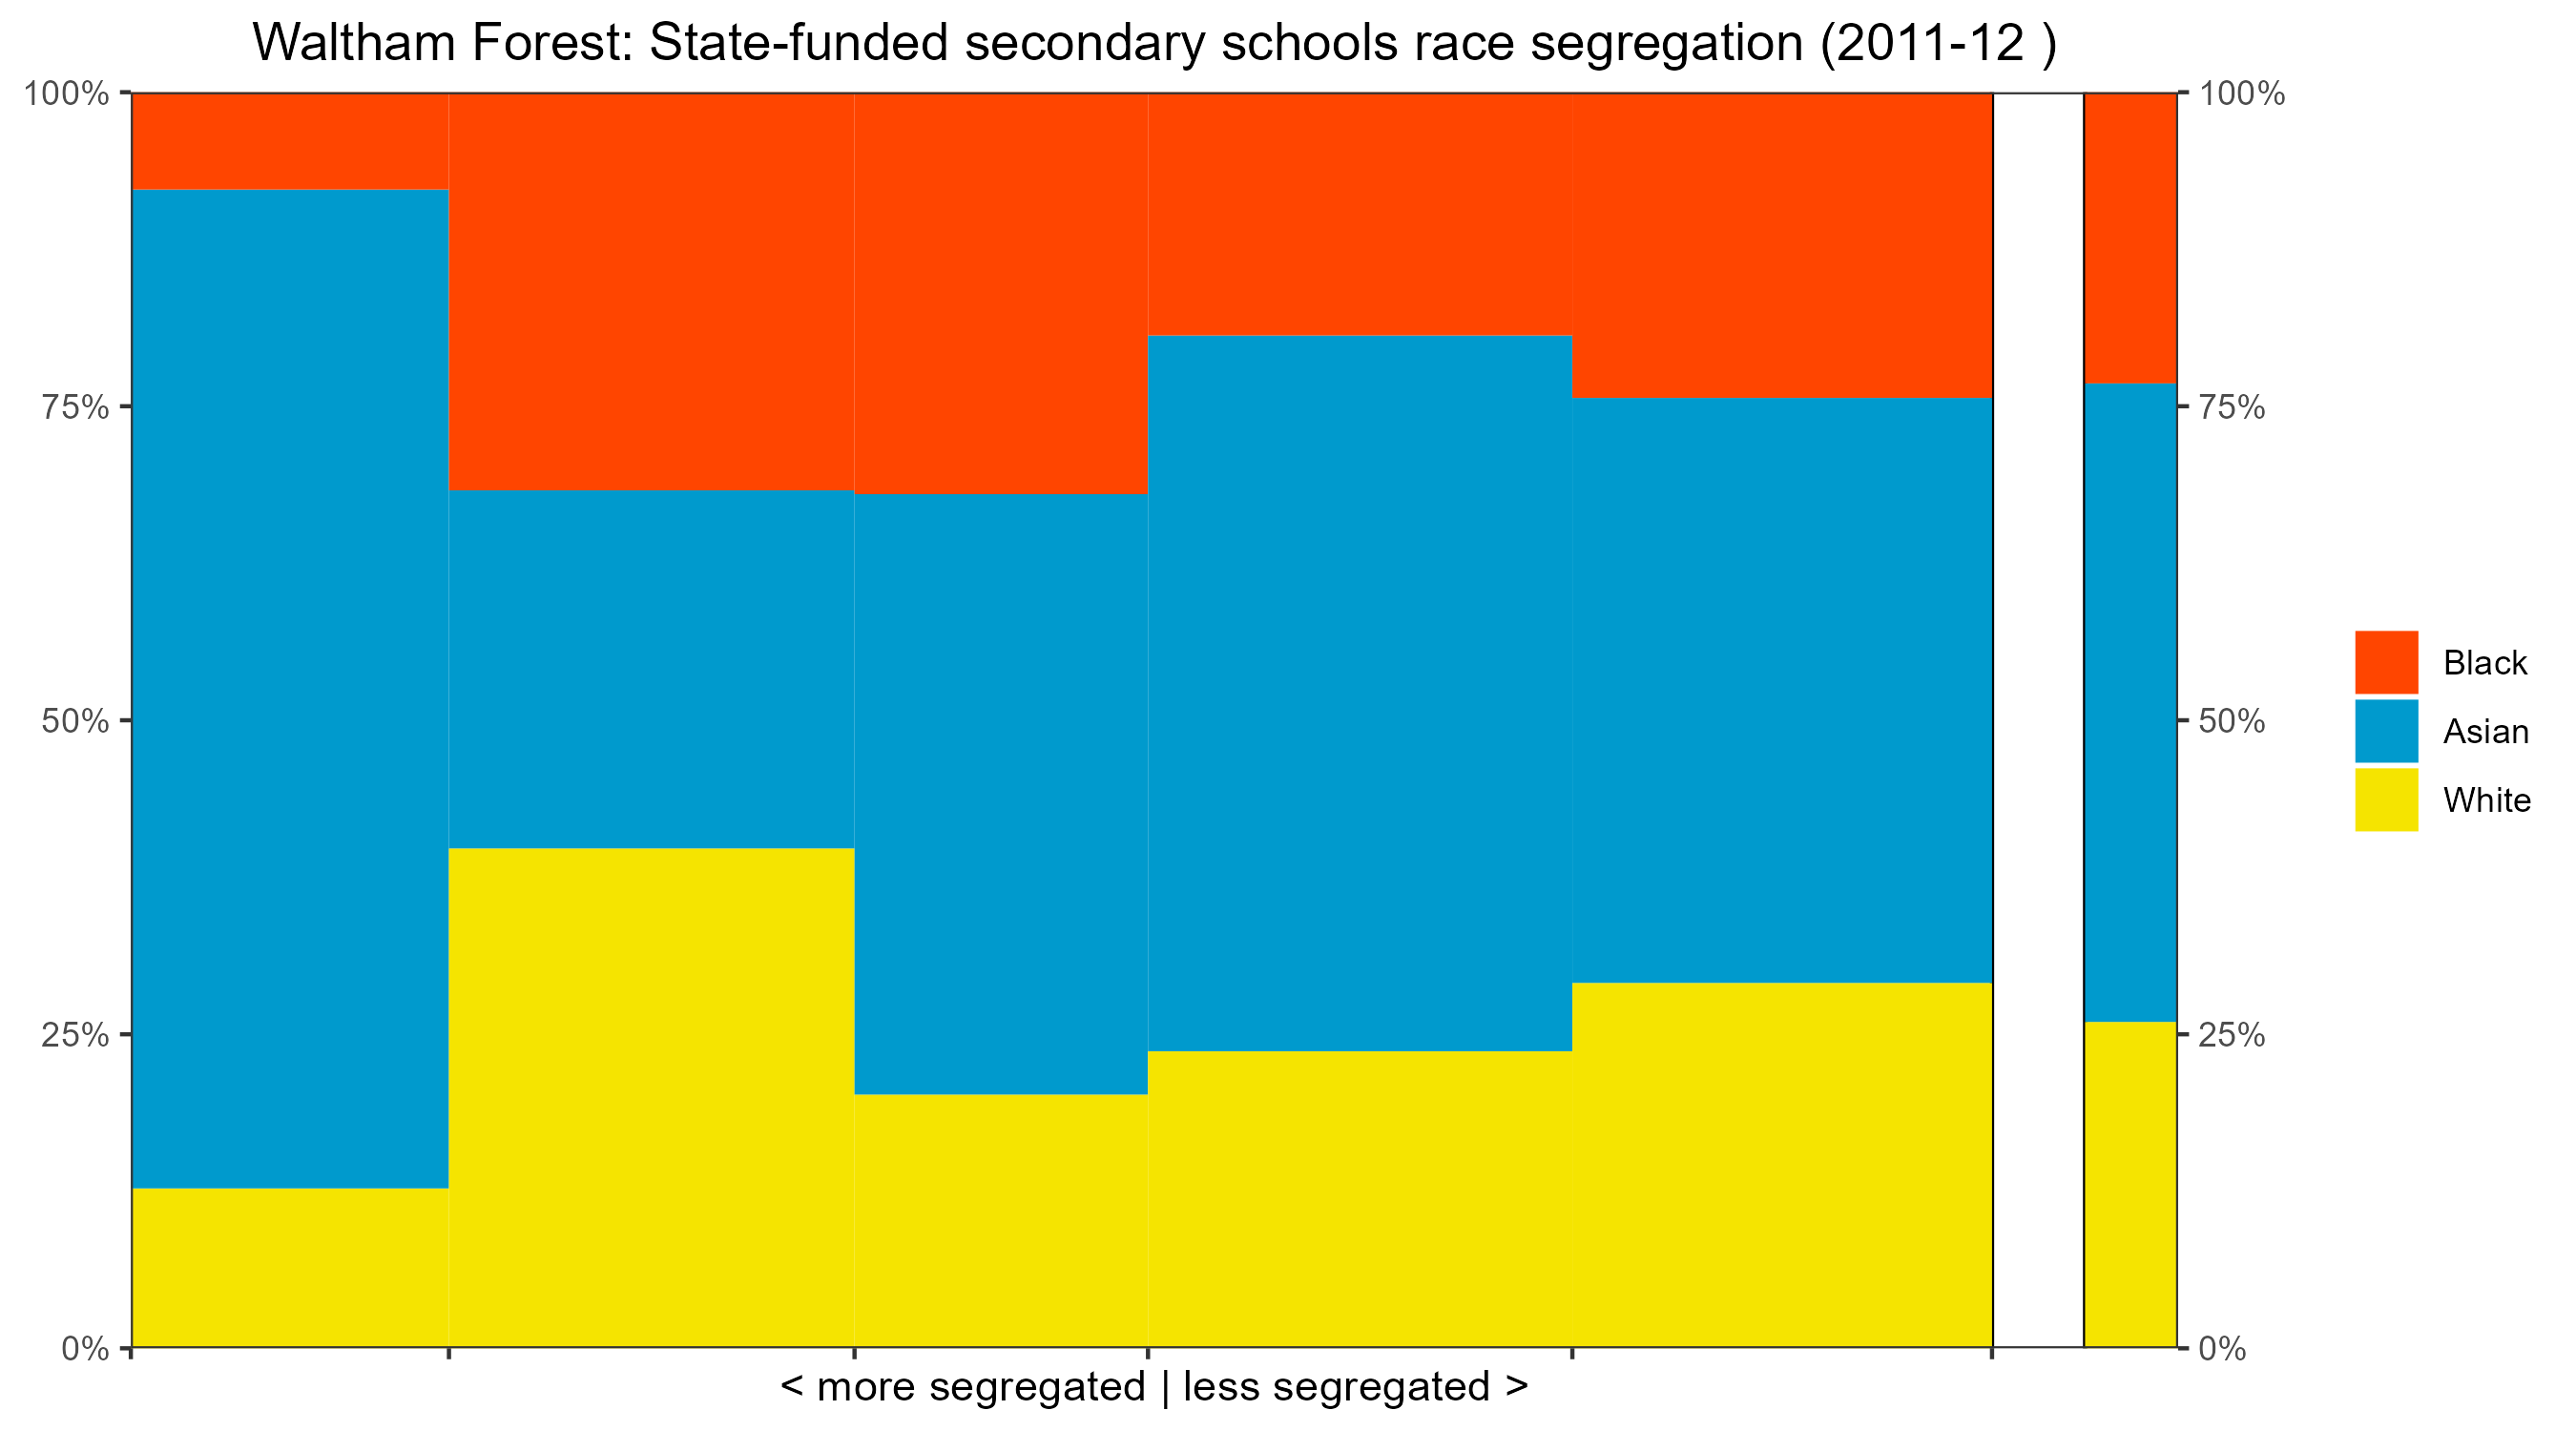 Waltham Forest: State-funded secondary schools race segregation (2011-12 )
100%
75%
50%
25%
0%
100%
75%
50%
25%
0%
Black
Asian
White
< more segregated | less segregated >